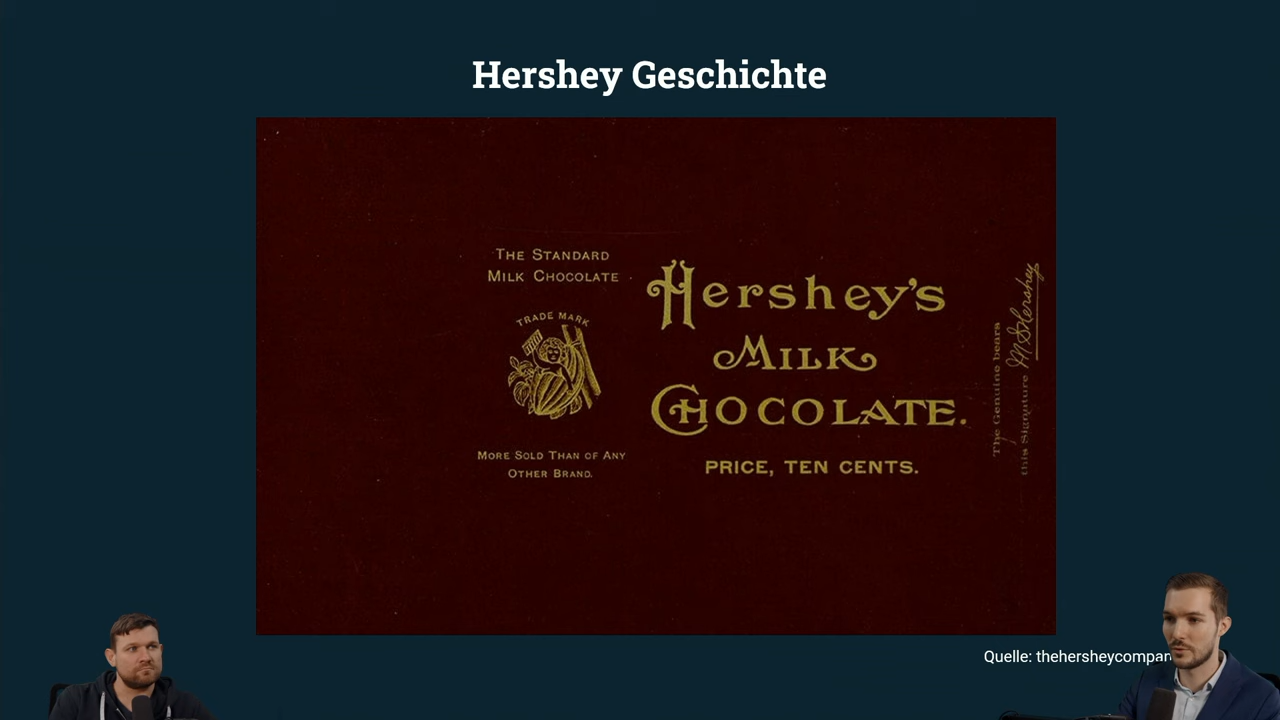 Hershey Geschichte
THE STANDARD
MILK CHOCOLATE
TRADE MARK
MORE SOLD THAN OF ANY
OTHER BRAND.
Hershey's
MILK
CHOCOLATE.
PRICE, TEN CENTS.
The Genuine bears
this Signature M.S.Hershey
Quelle: thehersheycompan